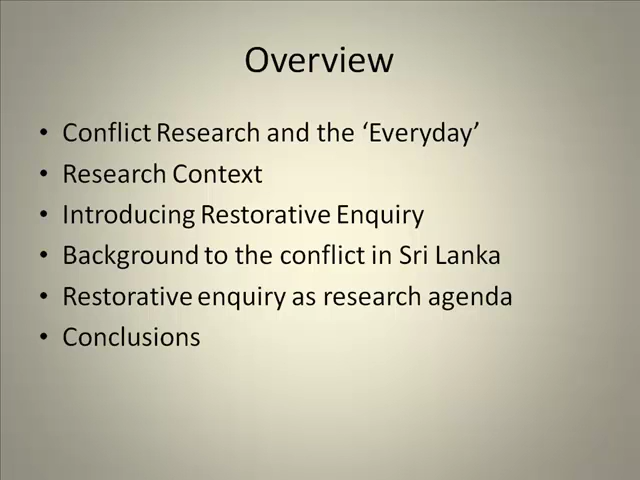 Overview
• Conflict Research and the ‘Everyday’
• Research Context
• Introducing Restorative Enquiry
• Background to the conflict in Sri Lanka
• Restorative enquiry as research agenda
• Conclusions